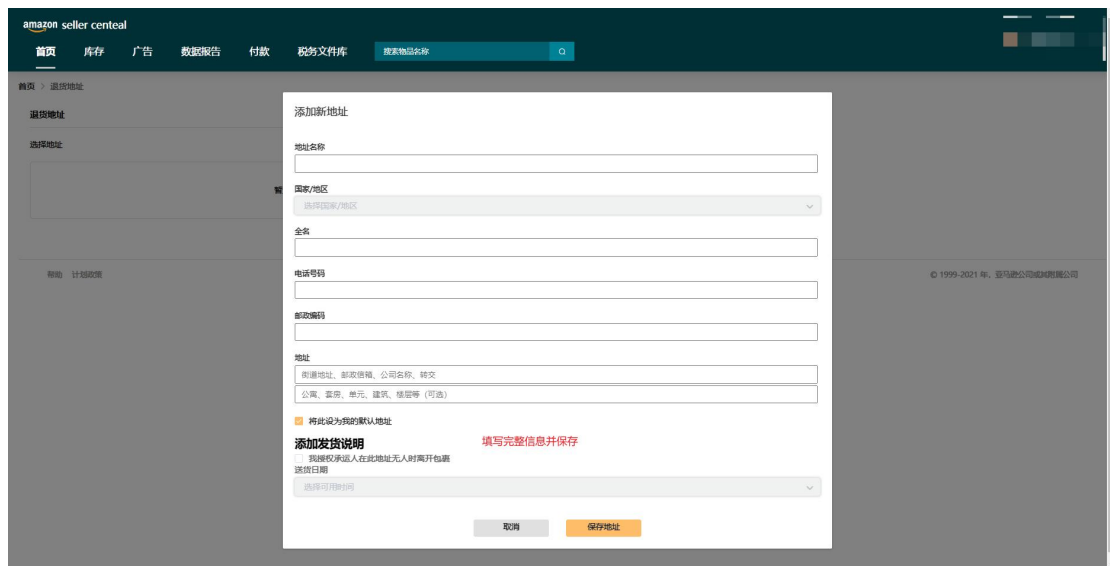 amazon seller centeal
首页 库存 广告 数据报告 付款 税务文件库 搜索物品名称
首页 > 退货地址
退货地址
选择地址
暂
添加新地址
地址名称
国家/地区
选择国家/地区
全名
电话号码
邮政编码
地址
街道地址、邮政信箱、公司名称、转交
公寓、套房、单元、建筑、楼层等（可选）
将此设为我的默认地址
添加发货说明
填写完整信息并保存
我授权承运人在此地址无人时离开包裹
送货日期
选择可用时间
取消 保存地址
帮助 计划政策
© 1999-2021 年、亚马逊公司或其附属公司